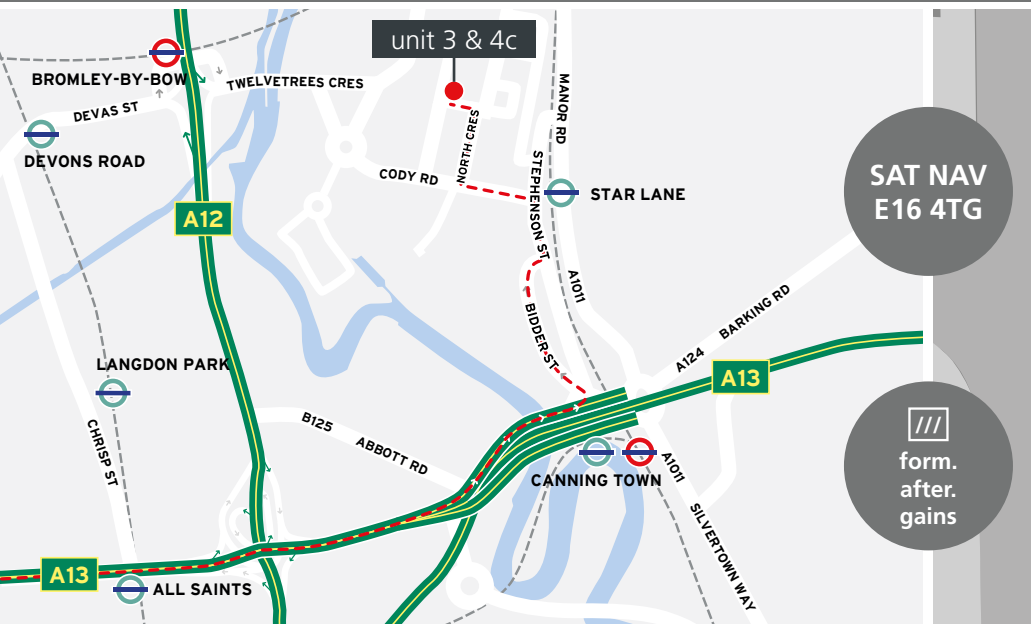 unit 3 & 4c
BROMLEY-BY-BOW
TWELVETREES CRES
DEVAS ST
DEVONS ROAD
MANOR RD
NORTH CRES
CODY RD
STEPHENSON ST
STAR LANE
SAT NAV
E16 4TG
A12
A1011
BIDDER ST
BARKING RD
A124
A13
LANGDON PARK
CHRISP ST
B125
ABBOTT RD
CANNING TOWN
A1011
SILVERTOWN WAY
///
form.
after.
gains
A13
ALL SAINTS